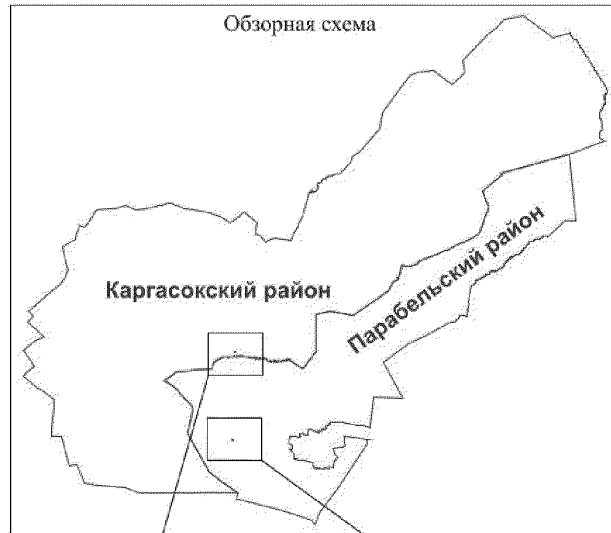 Обзорная схема
Каргасокский район
Парабельский район